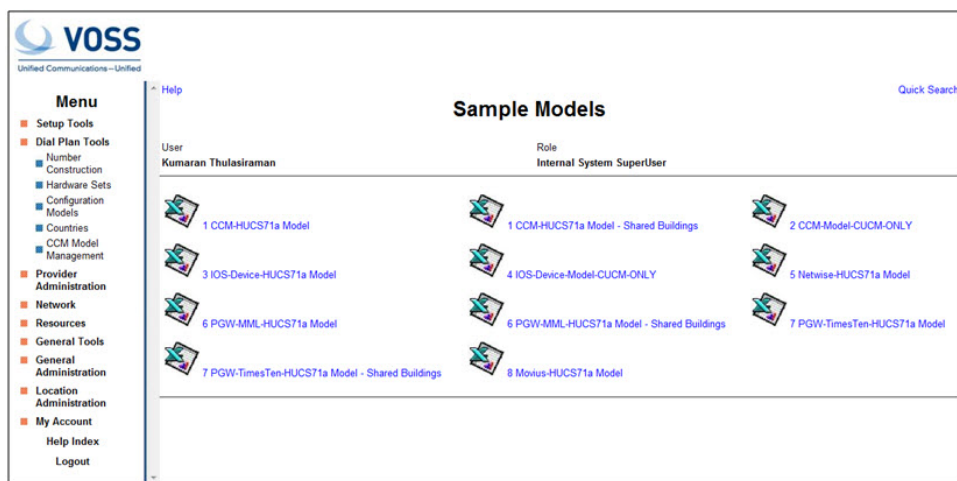 VOSS
Unified Communications—Unified
Menu
Setup Tools
Dial Plan Tools
Number
Construction
Hardware Sets
Configuration
Models
Countries
CCM Model
Management
Provider
Administration
Network
Resources
General Tools
General
Administration
Location
Administration
My Account
Help Index
Logout
Help
Quick Search
Sample Models
User
Role
Kumaran Thulasiraman
Internal System SuperUser
1 CCM-HUCS71a Model
1 CCM-HUCS71a Model - Shared Buildings
2 CCM-Model-CUCM-ONLY
3 IOS-Device-HUCS71a Model
4 IOS-Device-Model-CUCM-ONLY
5 Netwise-HUCS71a Model
6 PGW-MML-HUCS71a Model
6 PGW-MML-HUCS71a Model - Shared Buildings
7 PGW-TimesTen-HUCS71a Model
7 PGW-TimesTen-HUCS71a Model - Shared Buildings
8 Movius-HUCS71a Model